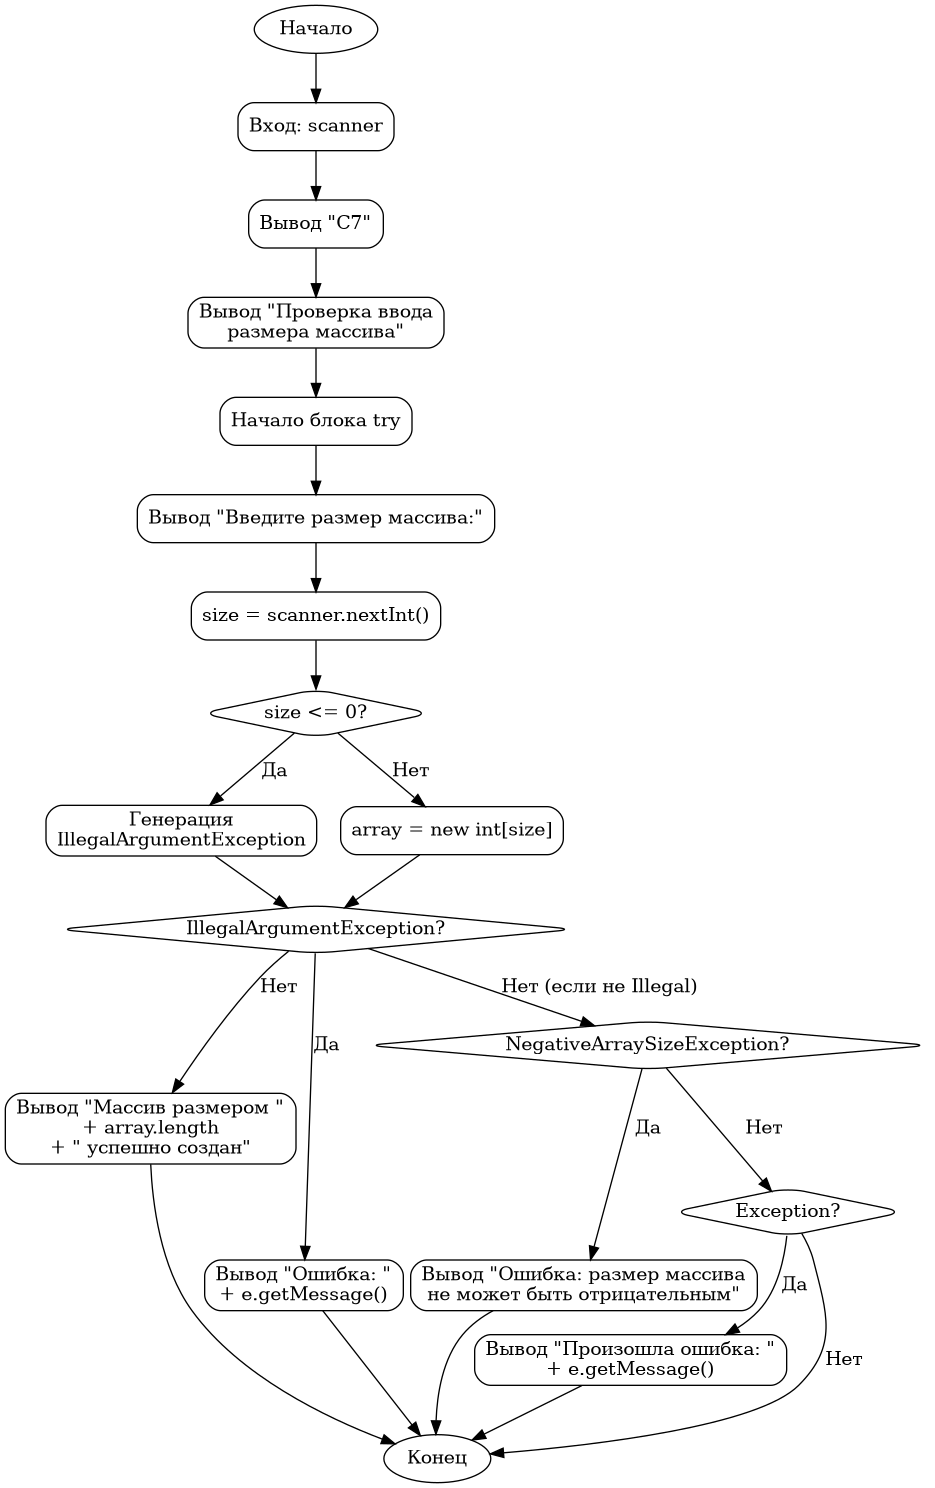 Начало
Вход: scanner
Вывод "C7"
Вывод "Проверка ввода
размера массива"
Начало блока try
Вывод "Введите размер массива:"
size = scanner.nextInt()
size <= 0?
Да
Нет
Генерация
IllegalArgumentException
array = new int[size]
IllegalArgumentException?
Нет
Нет (если не Illegal)
Да
NegativeArraySizeException?
Вывод "Массив размером "
+ array.length
+ " успешно создан"
Да
Нет
Exception?
Вывод "Ошибка: "
+ e.getMessage()
Вывод "Ошибка: размер массива
не может быть отрицательным"
Да
Вывод "Произошла ошибка: "
+ e.getMessage()
Нет
Конец